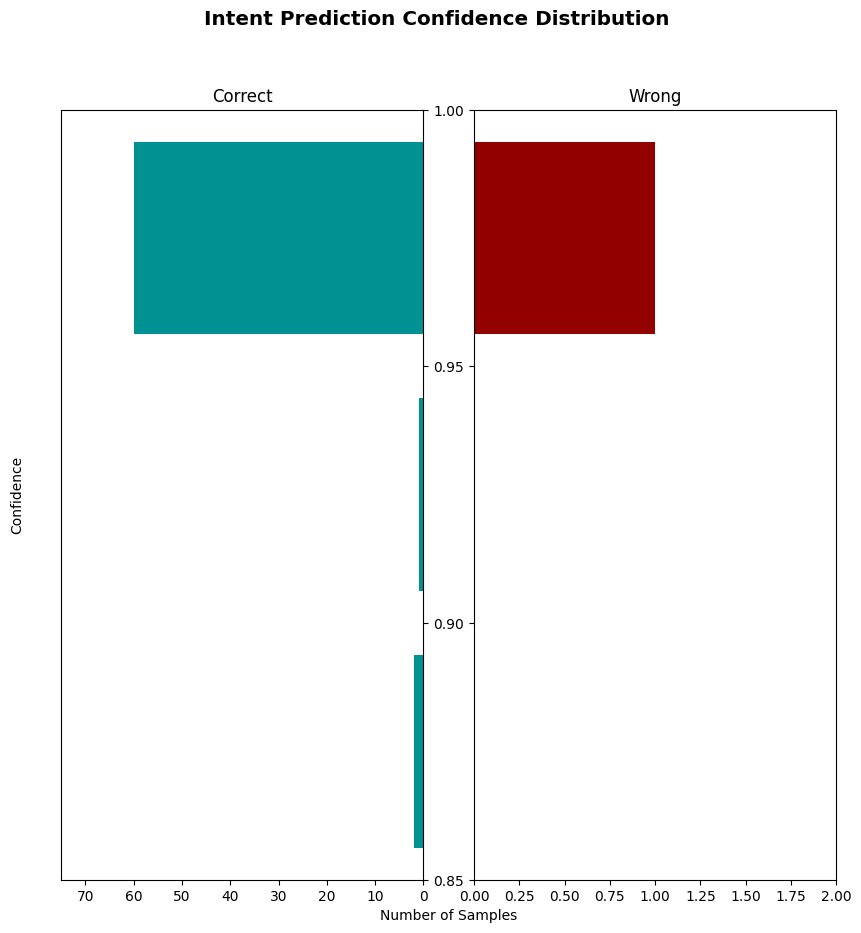 Intent Prediction Confidence Distribution
Correct
Wrong
1.00
0.95
0.90
0.85
Confidence
70 60 50 40 30 20 10 0
0.00 0.25 0.50 0.75 1.00 1.25 1.50 1.75 2.00
Number of Samples